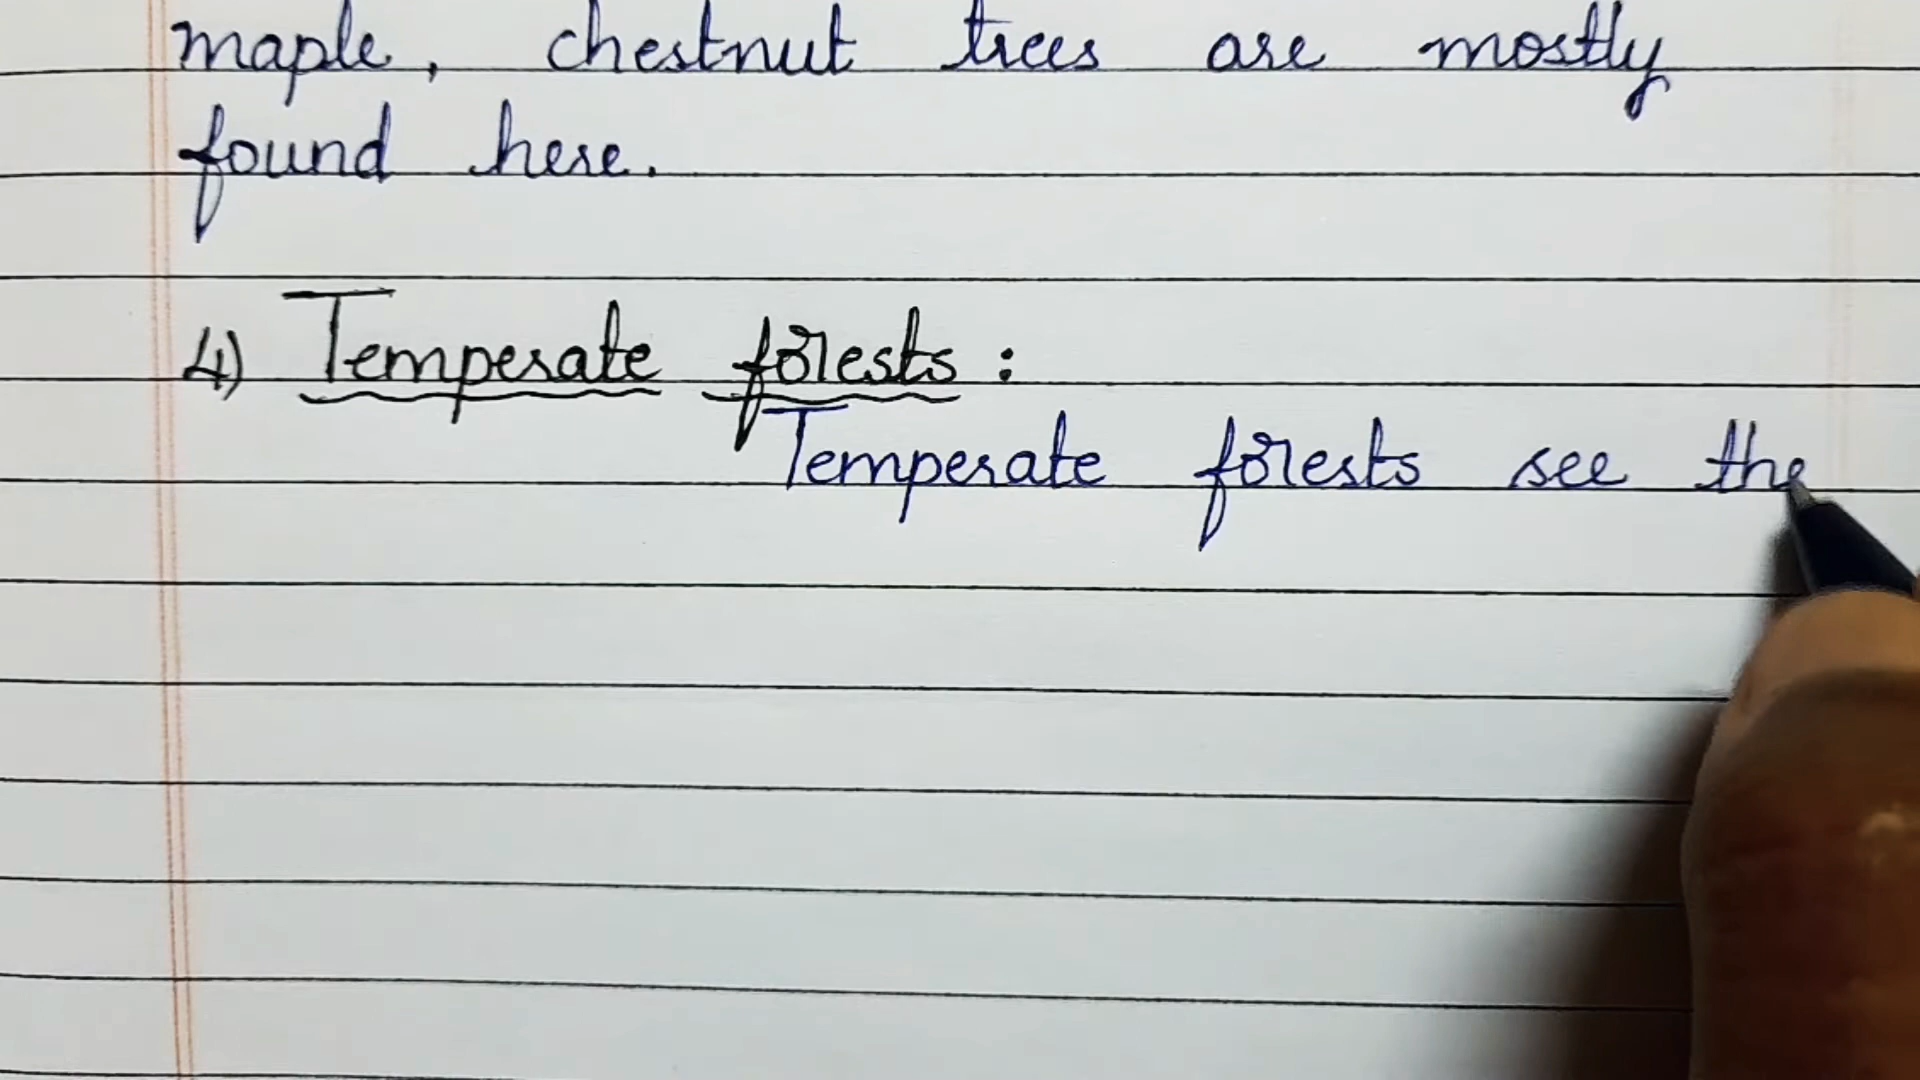 maple, chestnut trees are mostly
found here.
4) Temperate forests :
Temperate forests see the